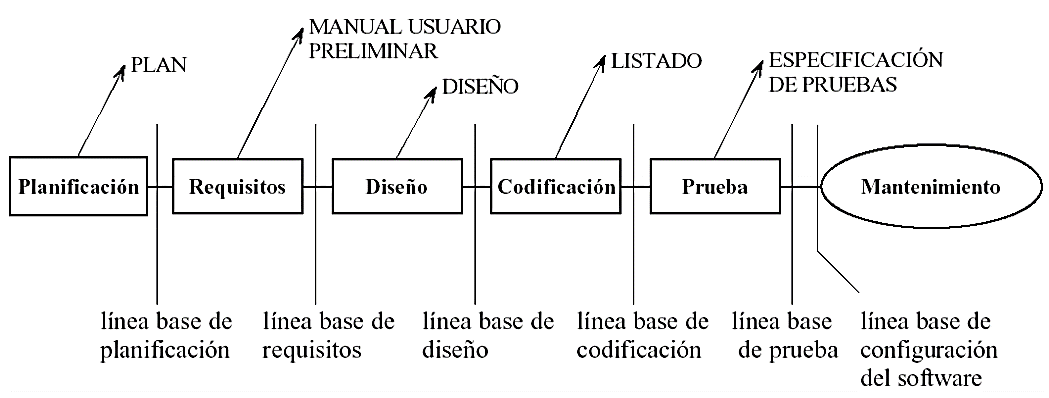 MANUAL USUARIO
PRELIMINAR
PLAN
DISEÑO
LISTADO
ESPECIFICACIÓN
DE PRUEBAS
Planificación
Requisitos
Diseño
Codificación
Prueba
Mantenimiento
línea base de
planificación
línea base de
requisitos
línea base de
diseño
línea base de
codificación
línea base
de prueba
línea base de
configuración
del software